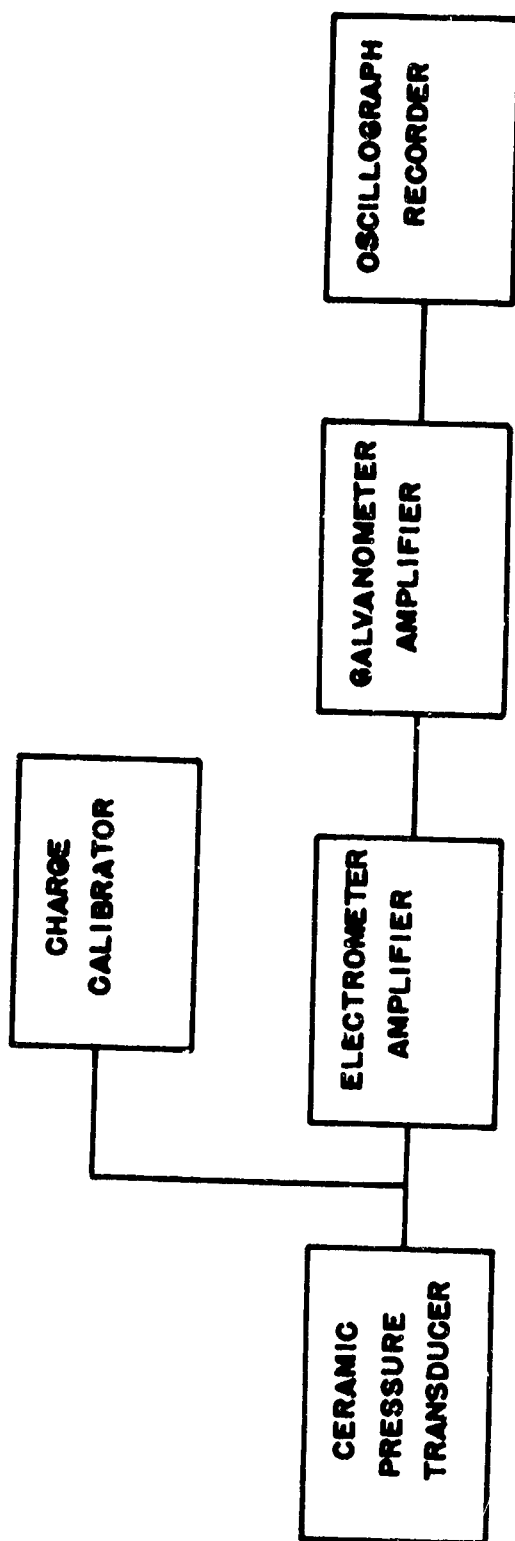 CHARGE
CALIBRATOR
CERAMIC
PRESSURE
TRANSDUCER
ELECTROMETER
AMPLIFIER
GALVANOMETER
AMPLIFIER
OSCILLOGRAPH
RECORDER